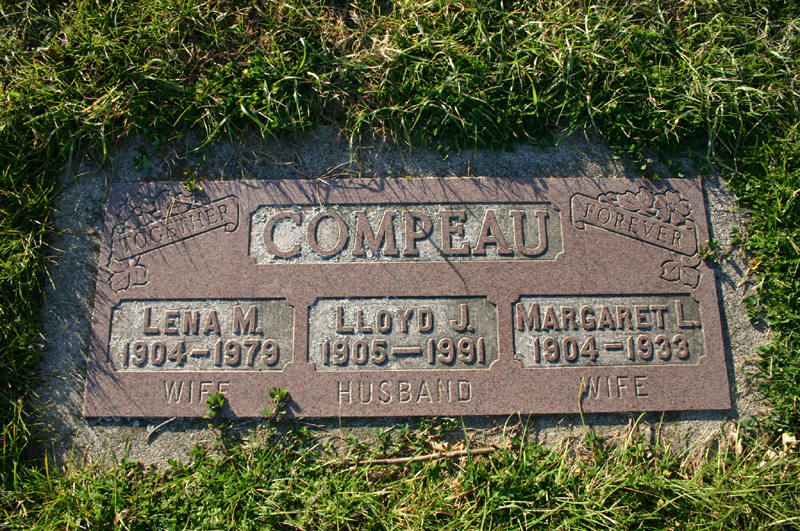 TOGETHER
COMPEAU
FOREVER
LENA M.
1904–1979
WIFE
LLOYD J.
1905–1991
HUSBAND
MARGARET L.
1904–1933
WIFE